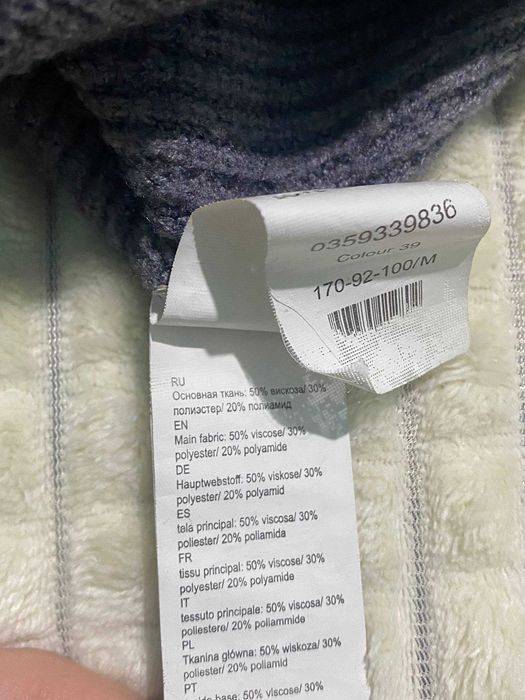 0359339836
Colour 39
170-92-100/M
RU
Основная ткань: 50% вискоза/ 30%
полиэстер/ 20% полиамид
EN
Main fabric: 50% viscose/ 30%
polyester/ 20% polyamide
DE
Hauptwebstoff: 50% viskose/ 30%
polyester/ 20% polyamid
ES
tela principal: 50% viscosa/ 30%
poliester/ 20% poliamida
FR
tissu principal: 50% viscose/ 30%
polyester/ 20% polyamide
IT
tessuto principale: 50% viscosa/ 30%
poliestere/ 20% poliammide
PL
Tkanina główna: 50% wiskoza/ 30%
poliester/ 20% poliamid
PT
base: 50% viscose/ 30%